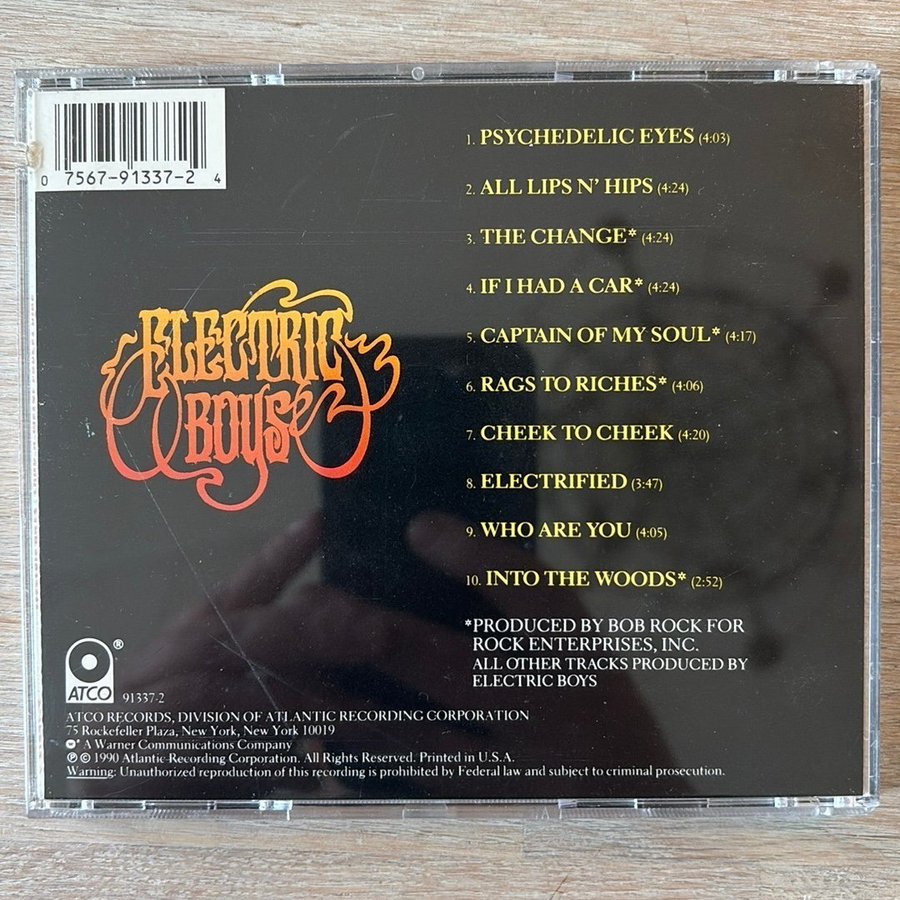 0 7567-91337-2 4
1. PSYCHEDELIC EYES (4:03)
2. ALL LIPS N' HIPS (4:24)
3. THE CHANGE* (4:24)
4. IF I HAD A CAR* (4:24)
5. CAPTAIN OF MY SOUL* (4:17)
6. RAGS TO RICHES* (4:06)
7. CHEEK TO CHEEK (4:20)
8. ELECTRIFIED (3:47)
9. WHO ARE YOU (4:05)
10. INTO THE WOODS* (2:52)
ELECTRIC
BOYS
*PRODUCED BY BOB ROCK FOR
ROCK ENTERPRISES, INC.
ALL OTHER TRACKS PRODUCED BY
ELECTRIC BOYS
ATCO ® 91337-2
ATCO RECORDS, DIVISION OF ATLANTIC RECORDING CORPORATION
75 Rockefeller Plaza, New York, New York 10019
A Warner Communications Company
℗ © 1990 Atlantic Recording Corporation. All Rights Reserved. Printed in U.S.A.
Warning: Unauthorized reproduction of this recording is prohibited by Federal law and subject to criminal prosecution.